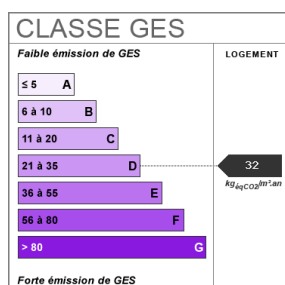 CLASSE GES
Faible émission de GES
LOGEMENT
≤ 5 A
6 à 10 B
11 à 20 C
21 à 35 D
32
kgéqCO2/m².an
36 à 55 E
56 à 80 F
> 80 G
Forte émission de GES